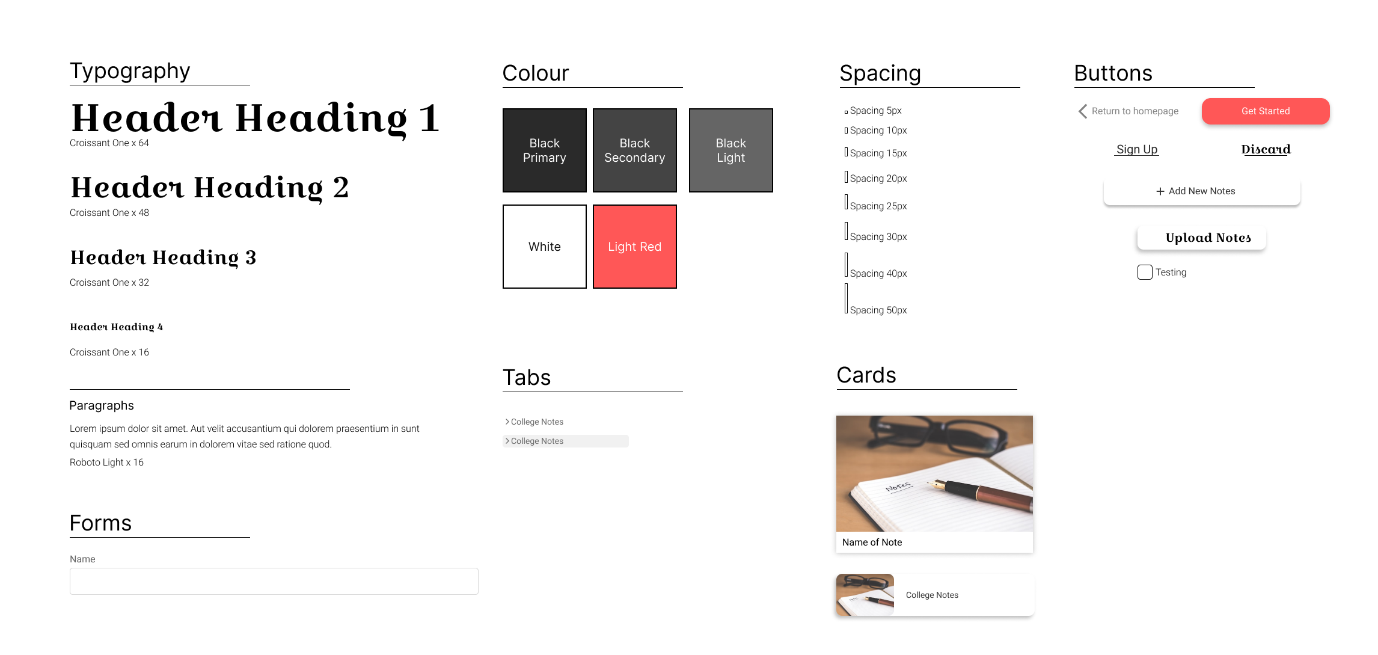 Typography
Header Heading 1
Croissant One x 64
Header Heading 2
Croissant One x 48
Header Heading 3
Croissant One x 32
Header Heading 4
Croissant One x 16
Paragraphs
Lorem ipsum dolor sit amet. Aut velit accusantium qui dolorem praesentium in sunt
quisquam sed omnis earum in dolorem vitae sed ratione quod.
Roboto Light x 16
Forms
Name
Colour
Black
Primary
Black
Secondary
Black
Light
White
Light Red
Tabs
College Notes
College Notes
Spacing
Spacing 5px
Spacing 10px
Spacing 15px
Spacing 20px
Spacing 25px
Spacing 30px
Spacing 40px
Spacing 50px
Cards
Notes
Name of Note
College Notes
Buttons
Return to homepage
Get Started
Sign Up
Discard
+ Add New Notes
Upload Notes
Testing